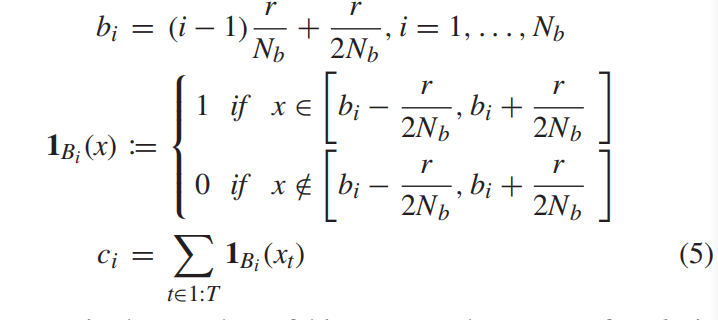 b_i = (i − 1) r/N_b + r/2N_b, i = 1, . . . , N_b
1_{B_i}(x) := { 1 if x ∈ [b_i − r/2N_b, b_i + r/2N_b]
0 if x ∉ [b_i − r/2N_b, b_i + r/2N_b]
c_i = ∑_{t∈1:T} 1_{B_i}(x_t) (5)